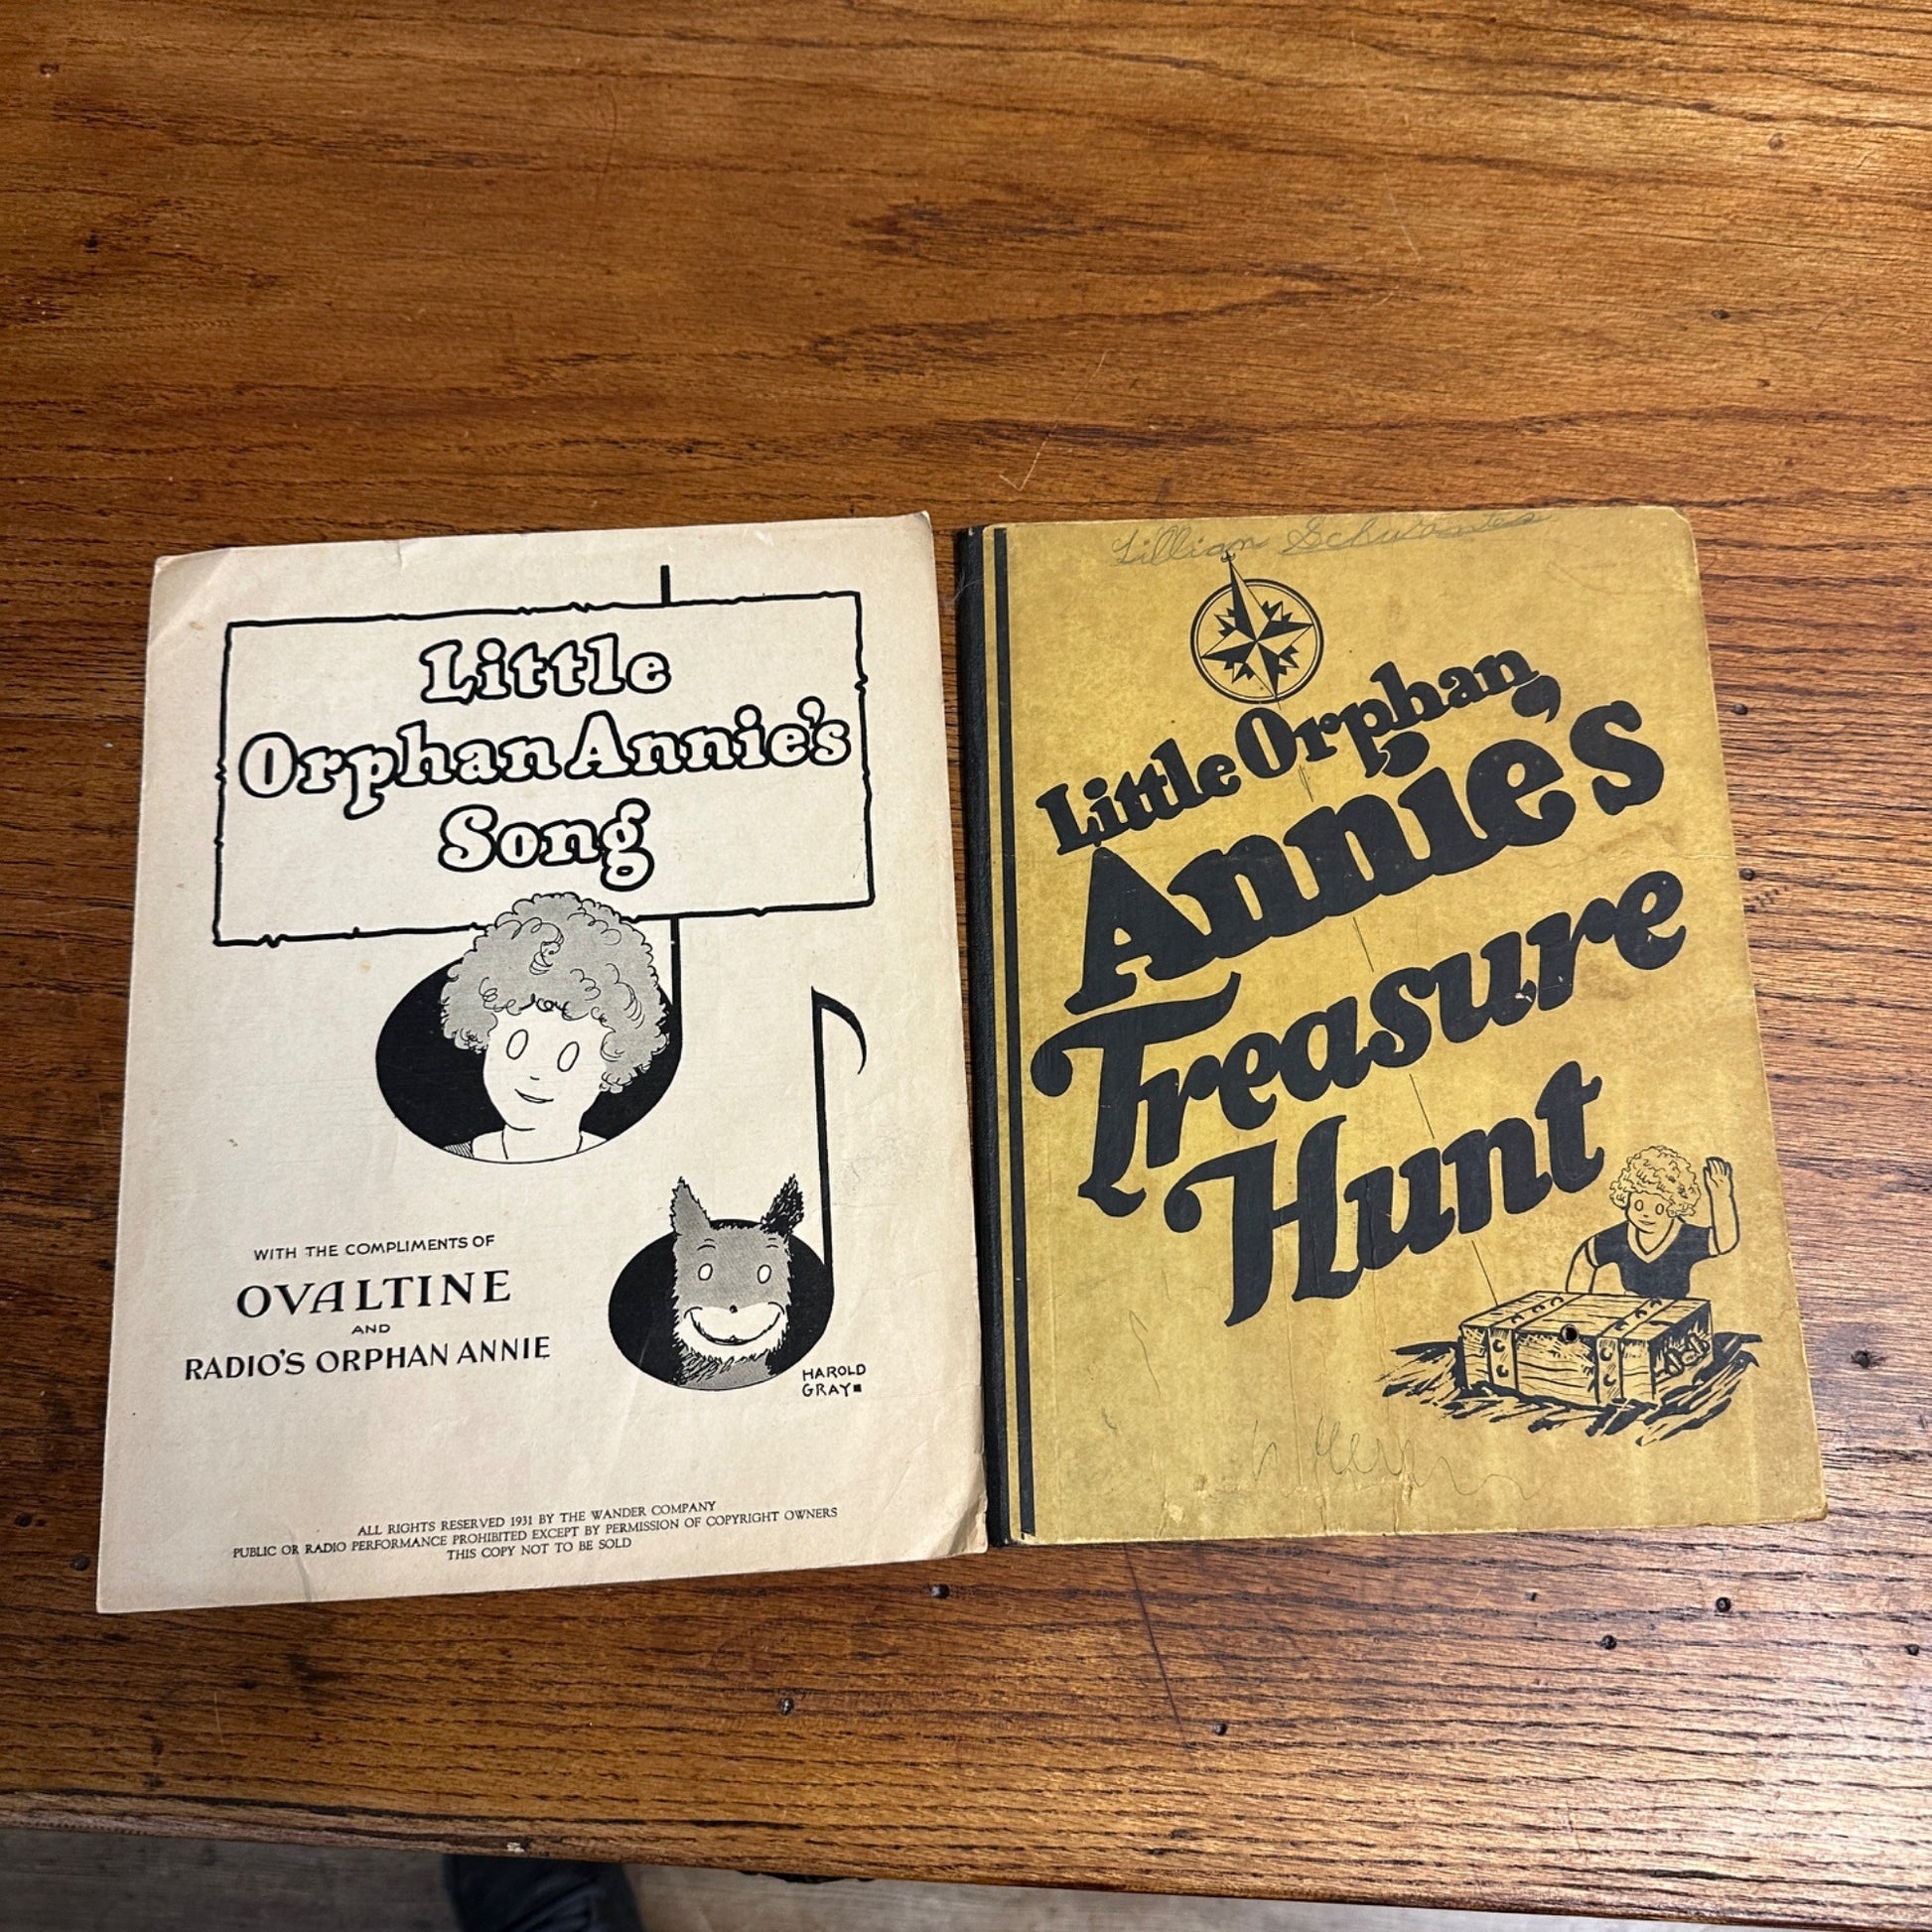 Little
Orphan Annie's
Song
WITH THE COMPLIMENTS OF
OVALTINE
AND
RADIO'S ORPHAN ANNIE
HAROLD
GRAY
ALL RIGHTS RESERVED 1931 BY THE WANDER COMPANY
PUBLIC OR RADIO PERFORMANCE PROHIBITED EXCEPT BY PERMISSION OF COPYRIGHT OWNERS
THIS COPY NOT TO BE SOLD
Lillian
Little Orphan
Annie's
Treasure
Hunt